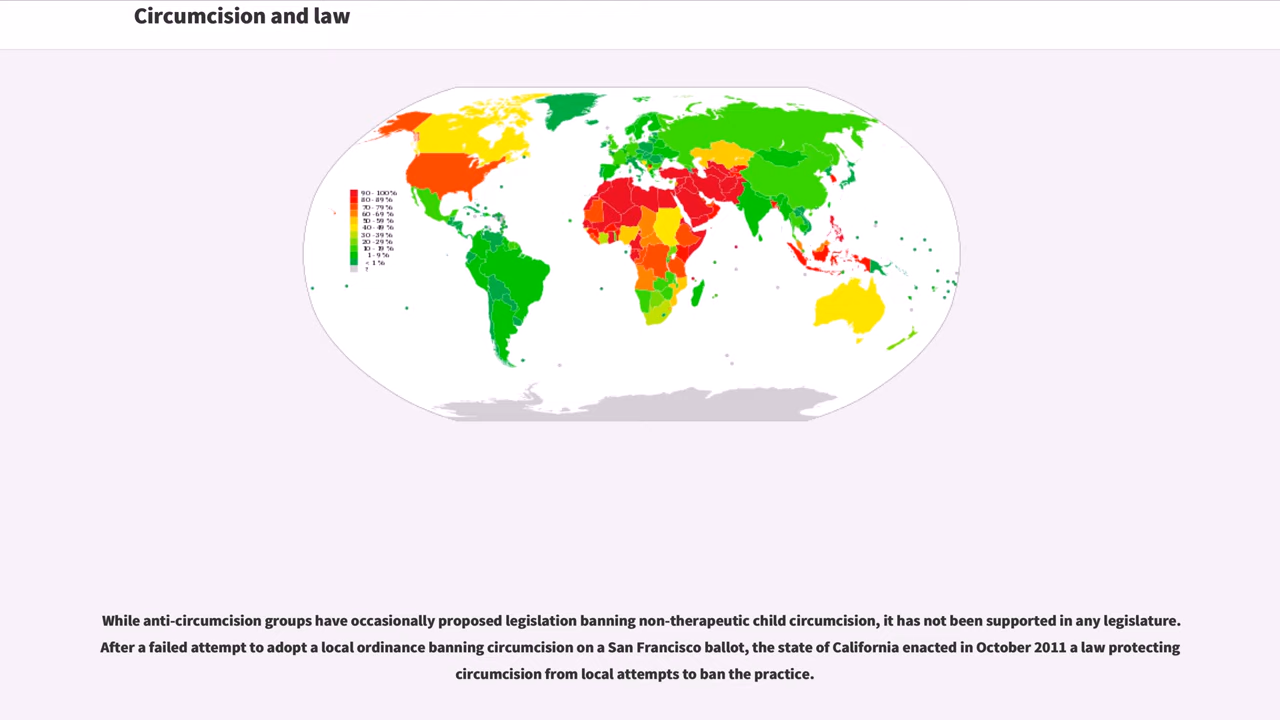 Circumcision and law
90 - 100%
80 - 89 %
70 - 79 %
60 - 69 %
50 - 59 %
40 - 49 %
30 - 39 %
20 - 29%
10 - 19 %
1 - 9 %
< 1 %
?
While anti-circumcision groups have occasionally proposed legislation banning non-therapeutic child circumcision, it has not been supported in any legislature.
After a failed attempt to adopt a local ordinance banning circumcision on a San Francisco ballot, the state of California enacted in October 2011 a law protecting
circumcision from local attempts to ban the practice.